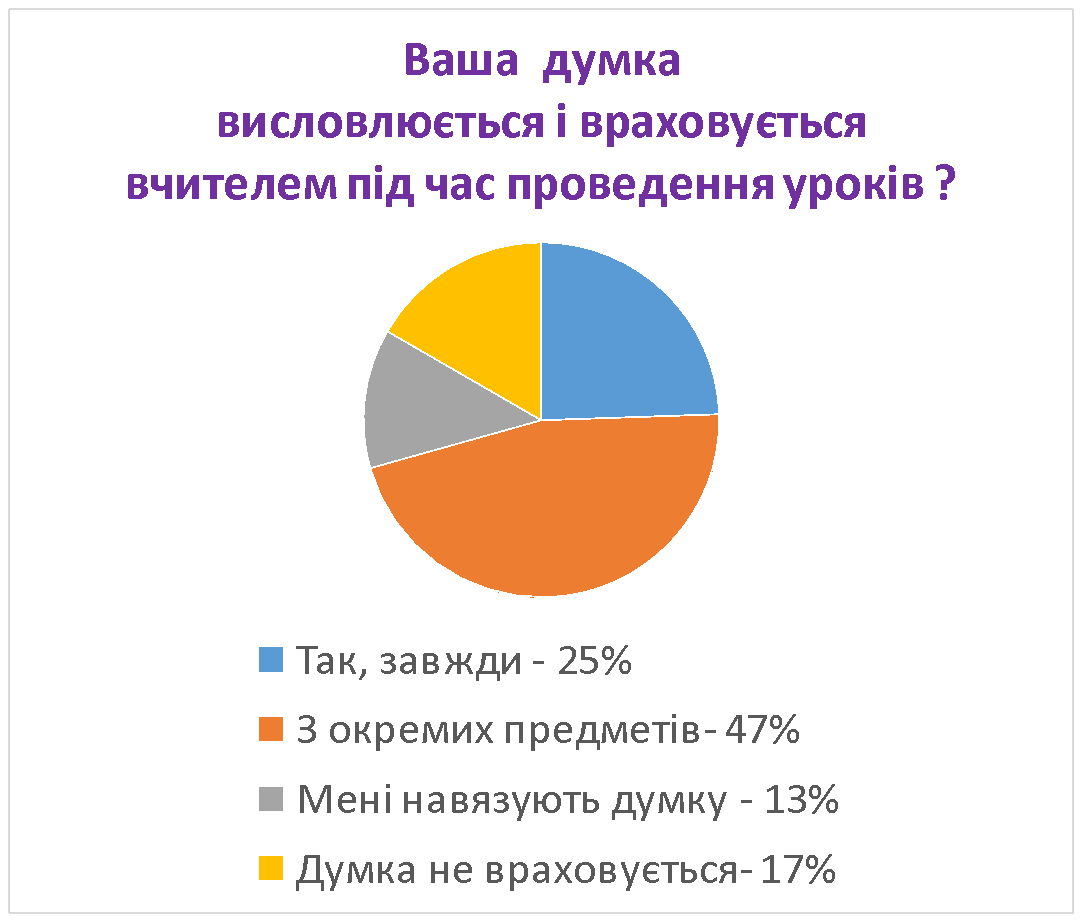 Ваша думка
висловлюється і враховується
вчителем під час проведення уроків ?
Так, завжди - 25%
З окремих предметів- 47%
Мені навязують думку - 13%
Думка не враховується- 17%